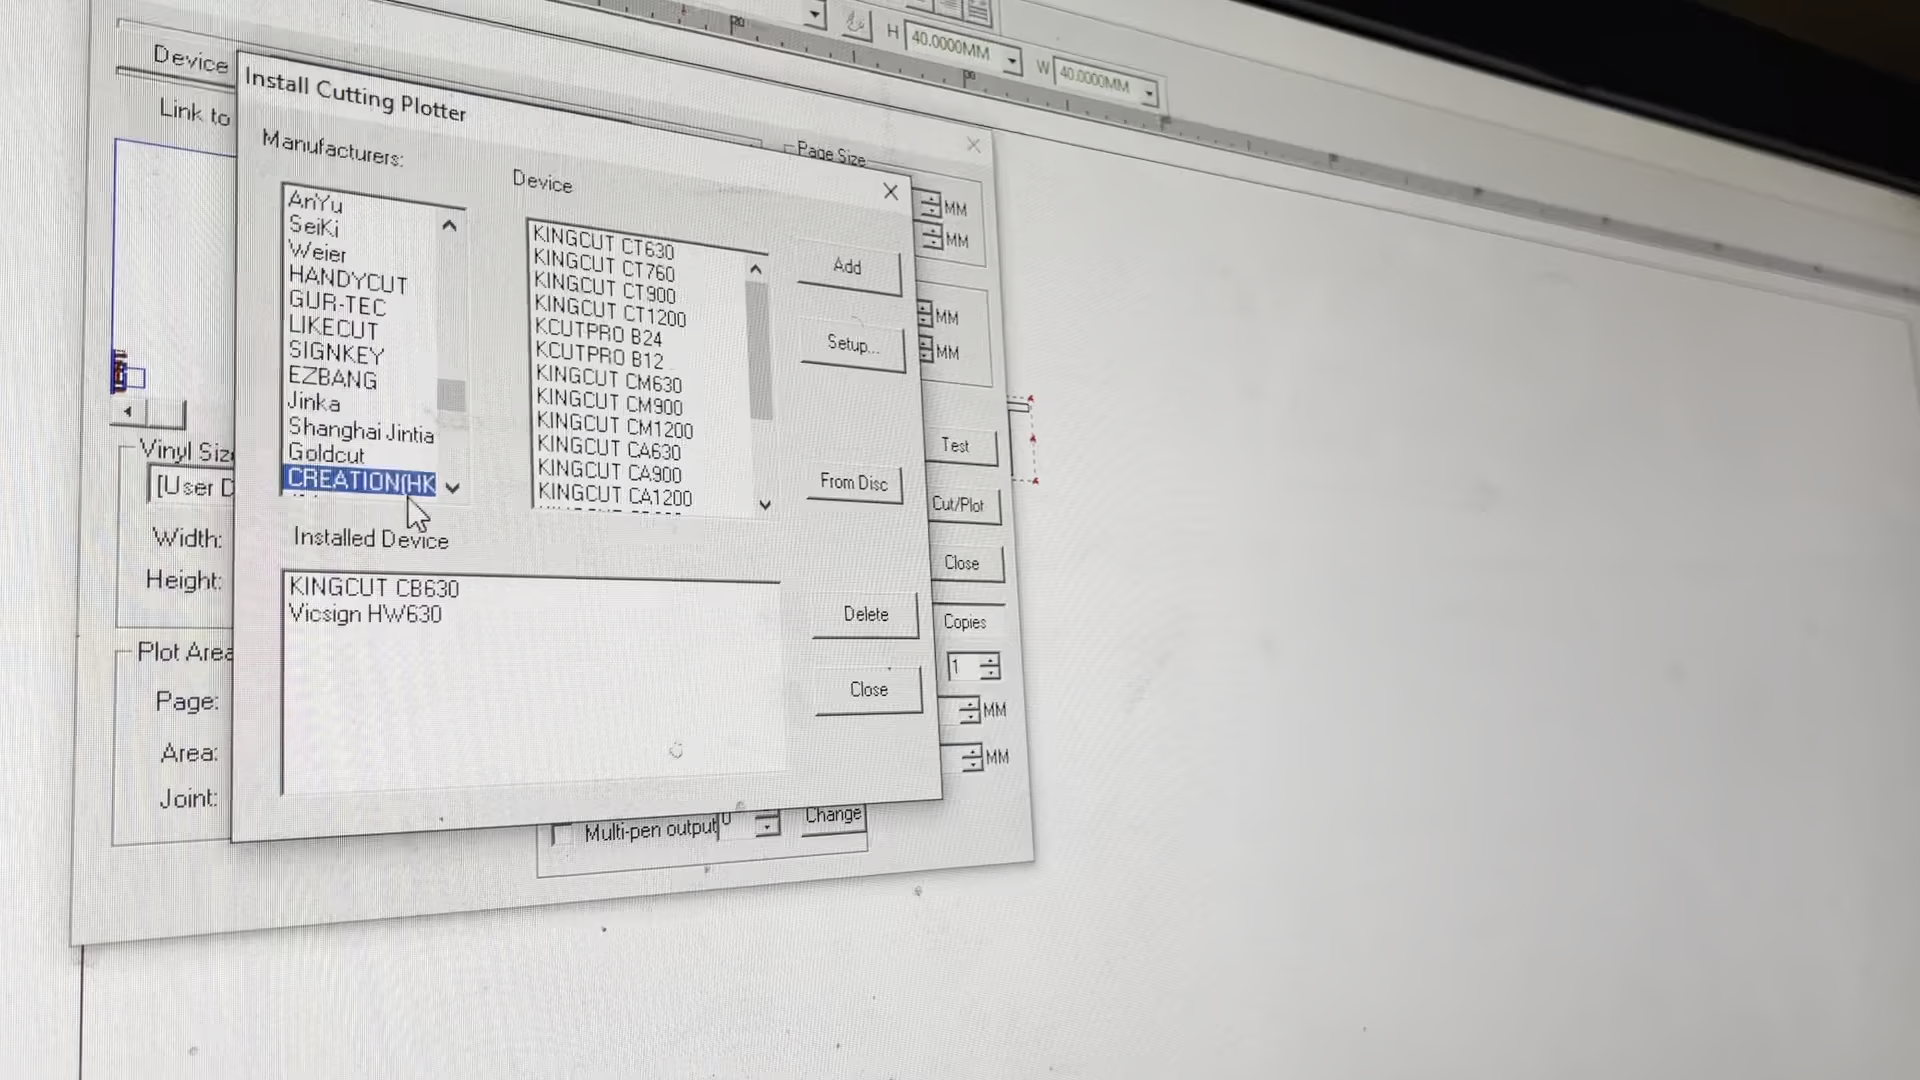 H 40.0000MM
W 40.0000MM
Device
Link to
Install Cutting Plotter
Manufacturers:
AnYu
SeiKi
Weier
HANDYCUT
GUR-TEC
LIKECUT
SIGNKEY
EZBANG
Jinka
Shanghai Jintia
Goldcut
CREATION(HK
Device
KINGCUT CT630
KINGCUT CT760
KINGCUT CT900
KINGCUT CT1200
KCUTPRO B24
KCUTPRO B12
KINGCUT CM630
KINGCUT CM900
KINGCUT CM1200
KINGCUT CA630
KINGCUT CA900
KINGCUT CA1200
Add
Setup...
From Disc
Installed Device
KINGCUT CB630
Vicsign HW630
Delete
Close
Page Size
MM
MM
MM
MM
Test
Cut/Plot
Close
Copies
1
MM
MM
Vinyl Siz
[User D
Width:
Height:
Plot Area
Page:
Area:
Joint:
Multi-pen output
0
Change